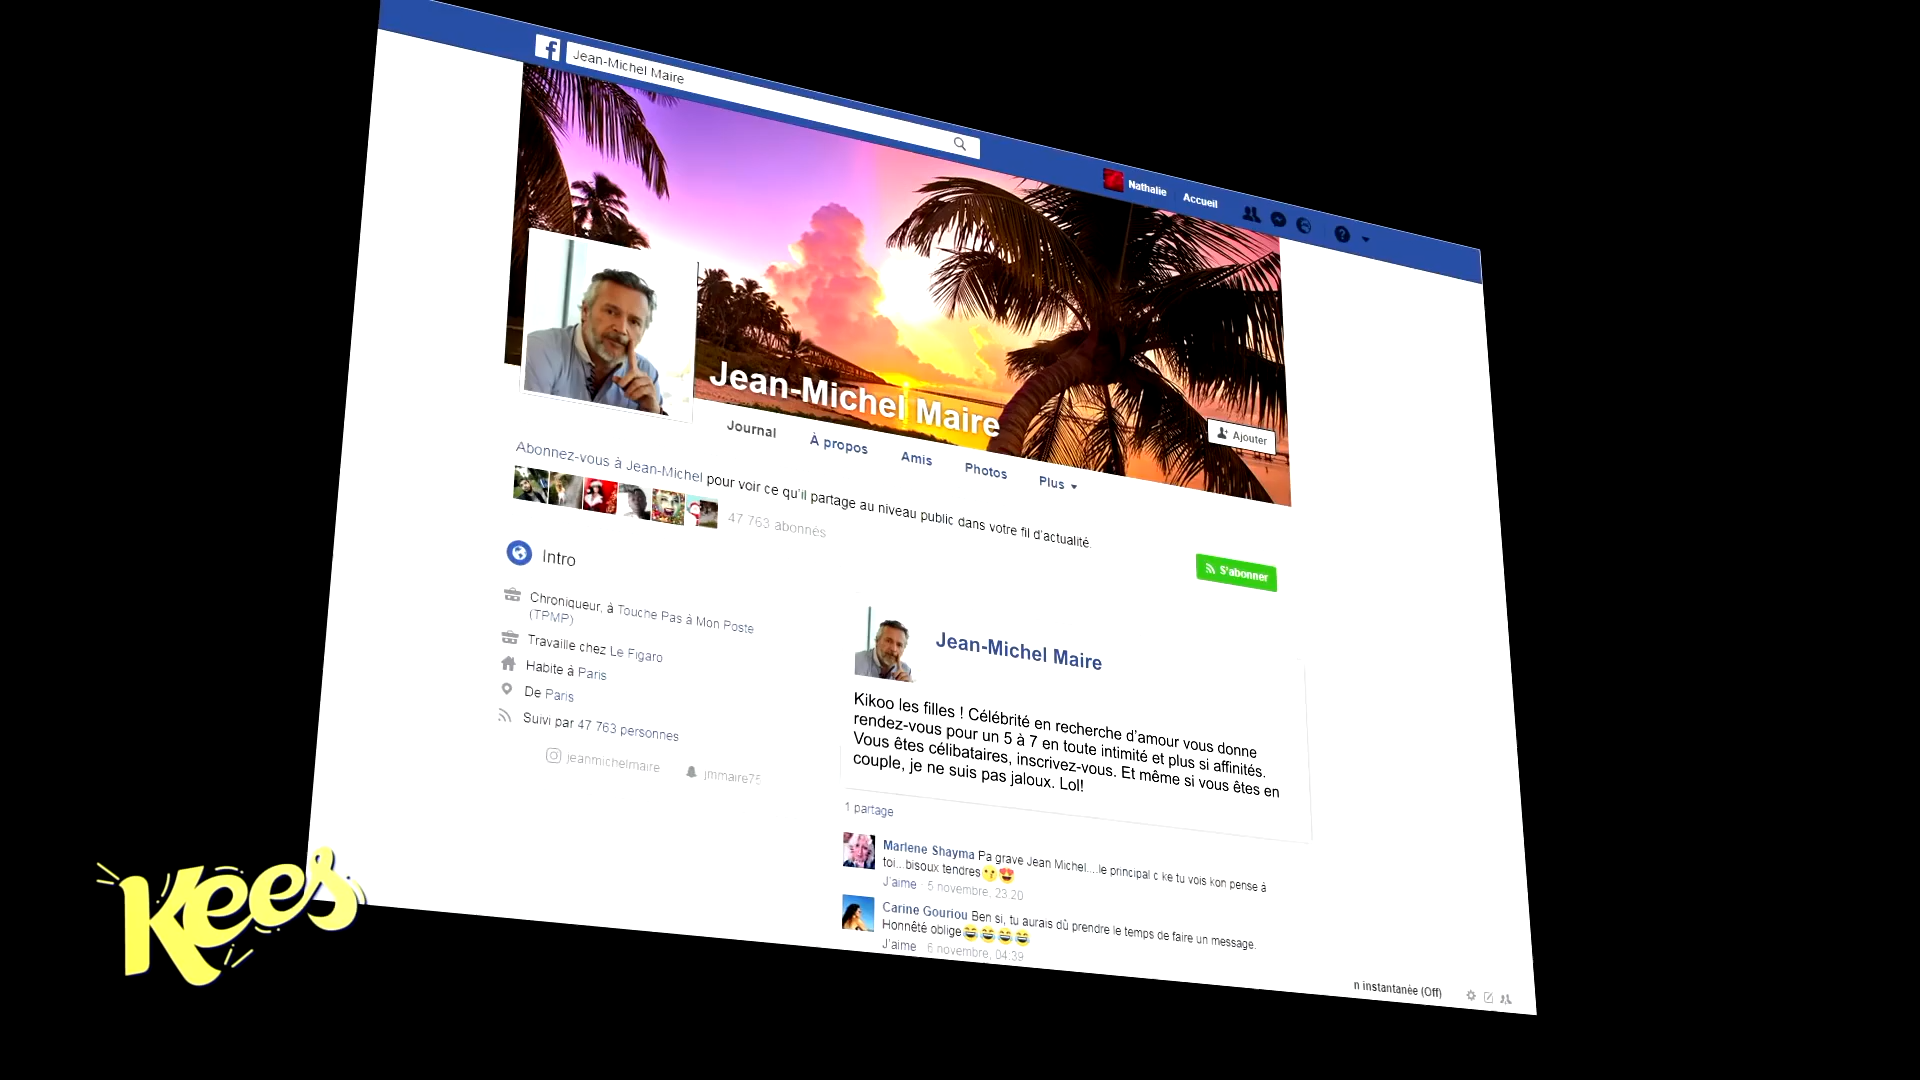 Jean-Michel Maire
Nathalie
Accueil
Jean-Michel Maire
Ajouter
Journal
À propos
Amis
Photos
Plus
Abonnez-vous à Jean-Michel pour voir ce qu'il partage au niveau public dans votre fil d'actualité.
47 763 abonnés
S'abonner
Intro
Chroniqueur, à Touche Pas à Mon Poste
(TPMP)
Travaille chez Le Figaro
Habite à Paris
De Paris
Suivi par 47 763 personnes
jeanmichelmaire
jmmaire75
Jean-Michel Maire
Kikoo les filles ! Célébrité en recherche d'amour vous donne
rendez-vous pour un 5 à 7 en toute intimité et plus si affinités.
Vous êtes célibataires, inscrivez-vous. Et même si vous êtes en
couple, je ne suis pas jaloux. Lol!
1 partage
Marlene Shayma Pa grave Jean Michel....le principal c ke tu vois kon pense à
toi.. bisoux tendres😗😍
J'aime · 5 novembre, 23:20
Carine Gouriou Ben si, tu aurais dû prendre le temps de faire un message.
Honnêté oblige😂😂😂😂
J'aime · 6 novembre, 04:39
n instantanée (Off)
Kees